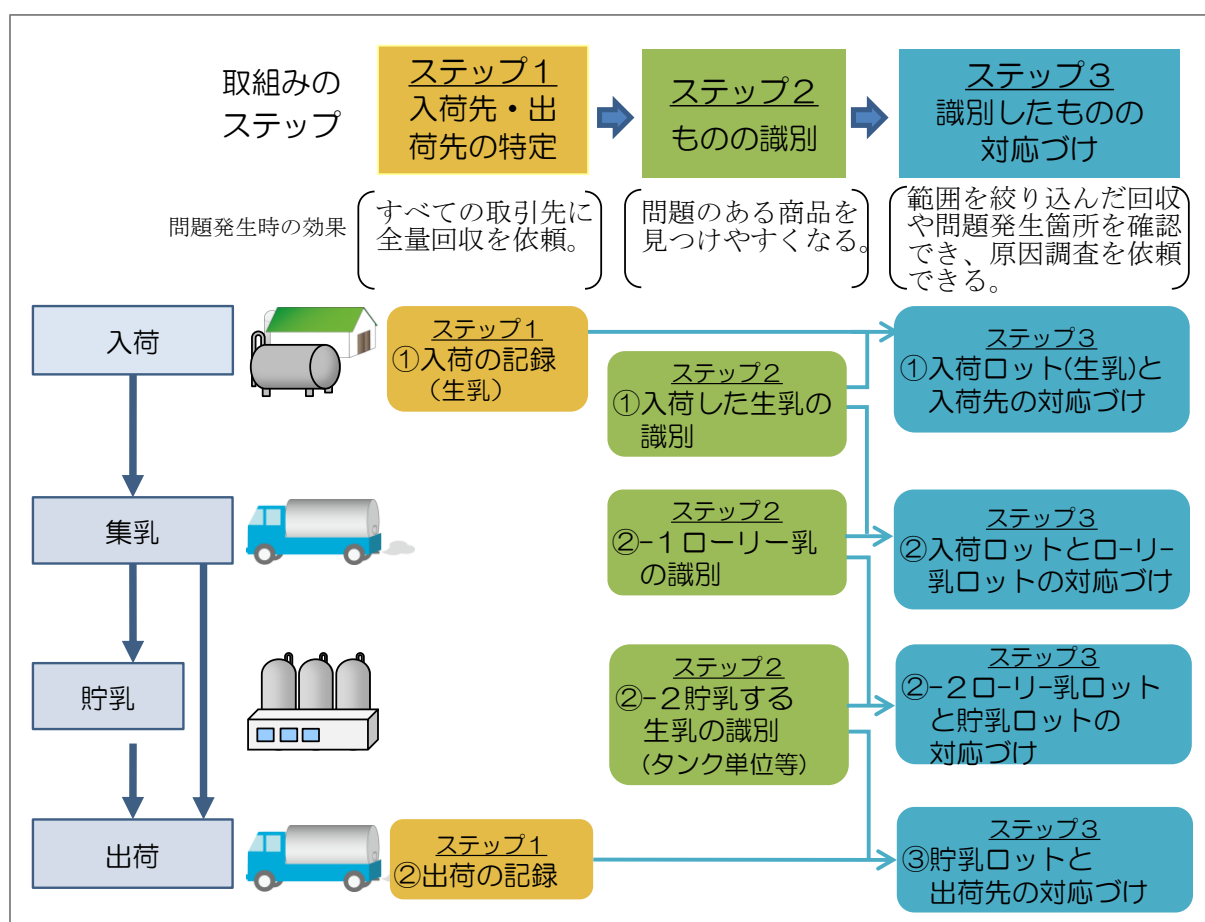 取組みの
ステップ
ステップ１
入荷先・出
荷先の特定
ステップ２
ものの識別
ステップ３
識別したものの
対応づけ
問題発生時の効果
すべての取引先に
全量回収を依頼。
問題のある商品を
見つけやすくなる。
範囲を絞り込んだ回収
や問題発生箇所を確認
でき、原因調査を依頼
できる。
入荷
ステップ１
①入荷の記録
（生乳）
ステップ２
①入荷した生乳の
識別
ステップ３
①入荷ロット(生乳)と
入荷先の対応づけ
集乳
ステップ２
②-１ローリー乳
の識別
ステップ３
②入荷ロットとロ-リ-
乳ロットの対応づけ
貯乳
ステップ２
②-２貯乳する
生乳の識別
（タンク単位等）
ステップ３
②-２ロ-リ-乳ロット
と貯乳ロットの
対応づけ
出荷
ステップ１
②出荷の記録
ステップ３
③貯乳ロットと
出荷先の対応づけ